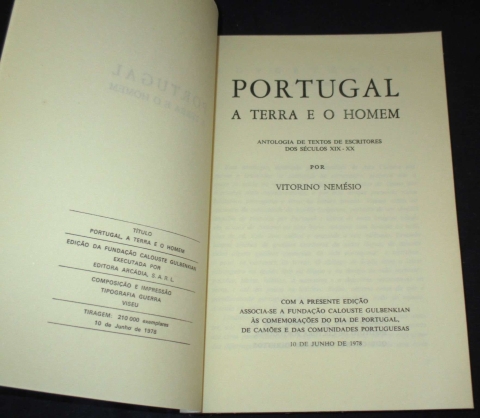 TÍTULO
PORTUGAL, A TERRA E O HOMEM
EDIÇÃO DA FUNDAÇÃO CALOUSTE GULBENKIAN
EXECUTADA POR
EDITORA ARCÁDIA, S. A. R. L.
COMPOSIÇÃO E IMPRESSÃO
TIPOGRAFIA GUERRA
VISEU
TIRAGEM: 210 000 exemplares
10 de Junho de 1978
PORTUGAL
A TERRA E O HOMEM
ANTOLOGIA DE TEXTOS DE ESCRITORES
DOS SÉCULOS XIX-XX
POR
VITORINO NEMÉSIO
COM A PRESENTE EDIÇÃO
ASSOCIA-SE A FUNDAÇÃO CALOUSTE GULBENKIAN
ÀS COMEMORAÇÕES DO DIA DE PORTUGAL,
DE CAMÕES E DAS COMUNIDADES PORTUGUESAS
10 DE JUNHO DE 1978